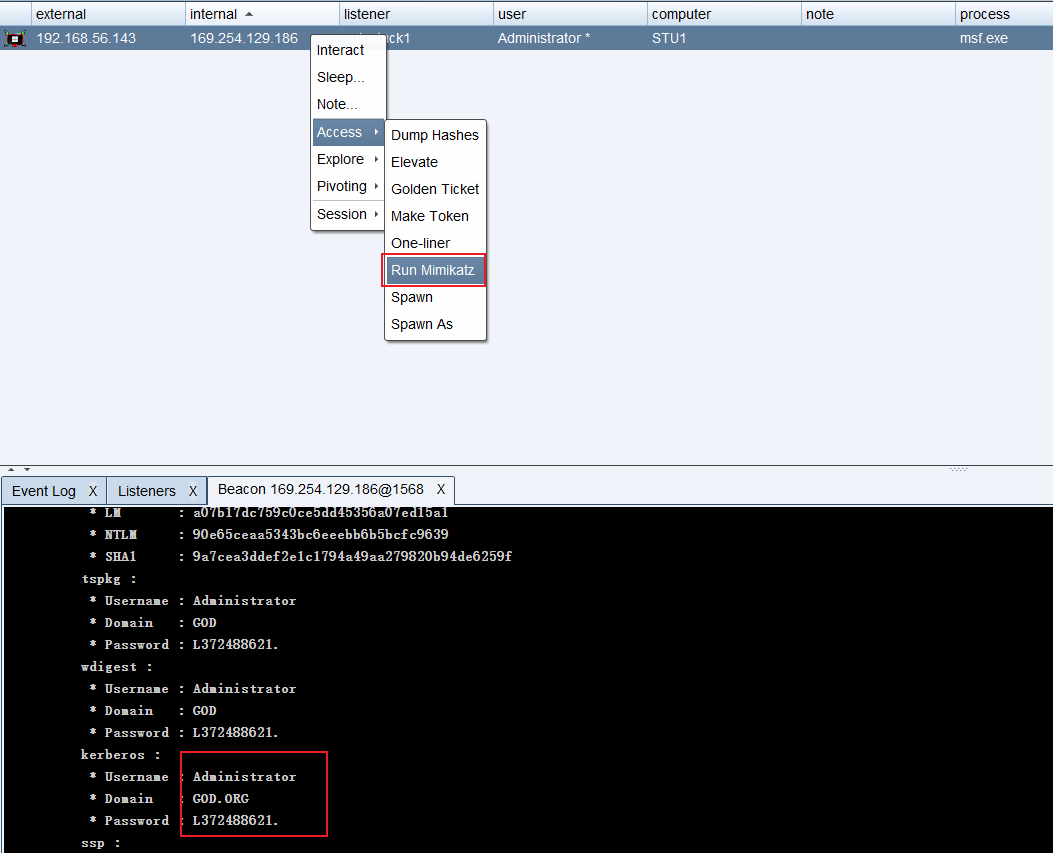 external internal listener user computer note process
192.168.56.143 169.254.129.186 Administrator * STU1 msf.exe
Interact
Sleep...
Note...
Access
Explore
Pivoting
Session
Dump Hashes
Elevate
Golden Ticket
Make Token
One-liner
Run Mimikatz
Spawn
Spawn As
Event Log X Listeners X Beacon 169.254.129.186@1568 X
* LM : a07b17dc759c0ce5dd45356a07ed15a1
* NTLM : 90e65ceaa5343bc6eeebb6b5bcfc9639
* SHA1 : 9a7cea3ddef2e1c1794a49aa279820b94de6259f
tspkg :
* Username : Administrator
* Domain : GOD
* Password : L372488621.
wdigest :
* Username : Administrator
* Domain : GOD
* Password : L372488621.
kerberos :
* Username : Administrator
* Domain : GOD.ORG
* Password : L372488621.
ssp :